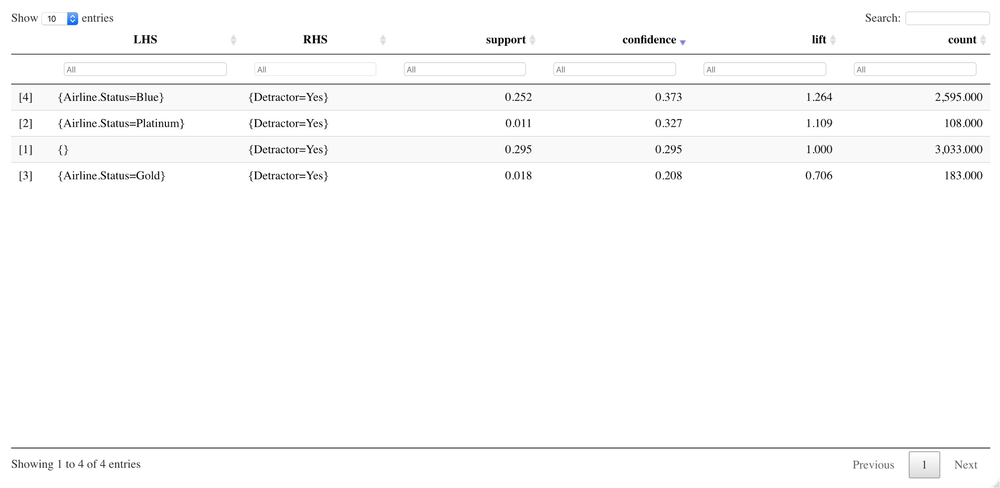 Show 10 entries Search:
LHS RHS support confidence lift count
All All All All All All
[4] {Airline.Status=Blue} {Detractor=Yes} 0.252 0.373 1.264 2,595.000
[2] {Airline.Status=Platinum} {Detractor=Yes} 0.011 0.327 1.109 108.000
[1] {} {Detractor=Yes} 0.295 0.295 1.000 3,033.000
[3] {Airline.Status=Gold} {Detractor=Yes} 0.018 0.208 0.706 183.000
Showing 1 to 4 of 4 entries Previous 1 Next